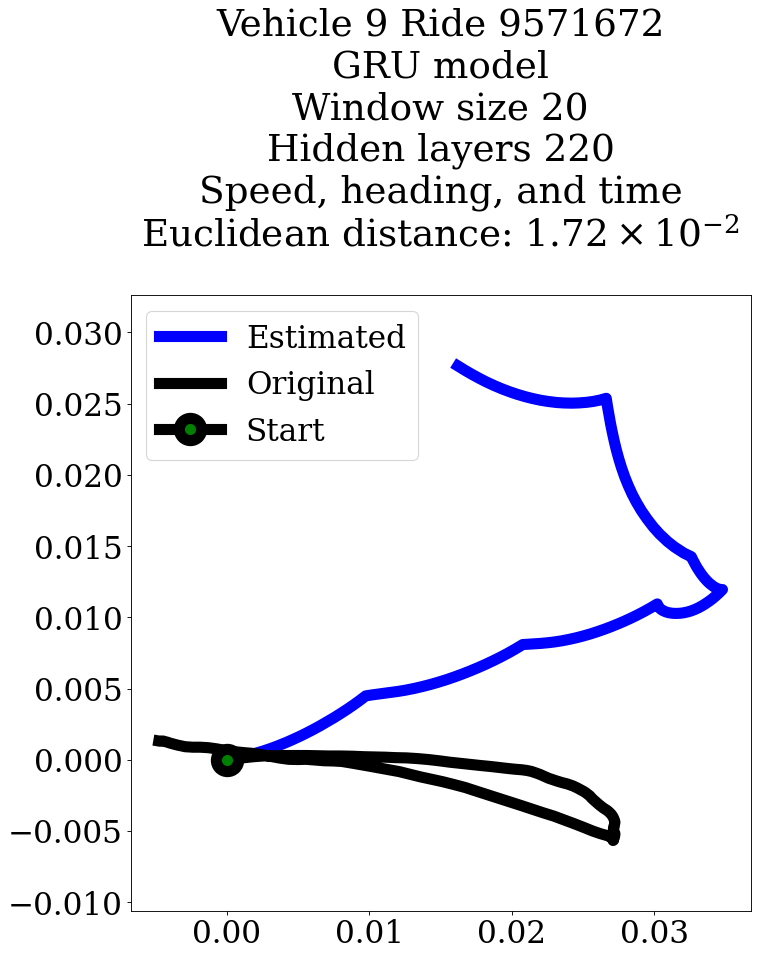 Vehicle 9 Ride 9571672
GRU model
Window size 20
Hidden layers 220
Speed, heading, and time
Euclidean distance: 1.72 × 10⁻²
Estimated
Original
Start
0.030
0.025
0.020
0.015
0.010
0.005
0.000
−0.005
−0.010
0.00 0.01 0.02 0.03